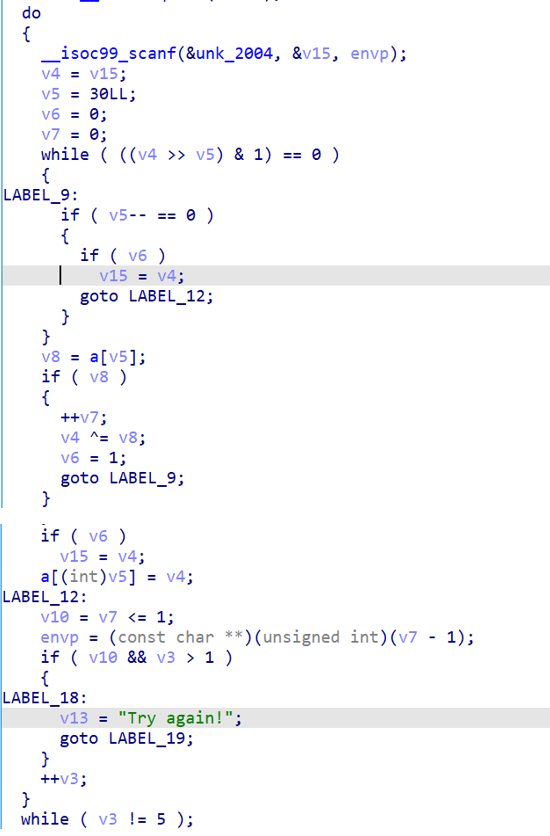 do
{
__isoc99_scanf(&unk_2004, &v15, envp);
v4 = v15;
v5 = 30LL;
v6 = 0;
v7 = 0;
while ( ((v4 >> v5) & 1) == 0 )
{
LABEL_9:
if ( v5-- == 0 )
{
if ( v6 )
v15 = v4;
goto LABEL_12;
}
}
v8 = a[v5];
if ( v8 )
{
++v7;
v4 ^= v8;
v6 = 1;
goto LABEL_9;
}
if ( v6 )
v15 = v4;
a[(int)v5] = v4;
LABEL_12:
v10 = v7 <= 1;
envp = (const char **)(unsigned int)(v7 - 1);
if ( v10 && v3 > 1 )
{
LABEL_18:
v13 = "Try again!";
goto LABEL_19;
}
++v3;
}
while ( v3 != 5 );